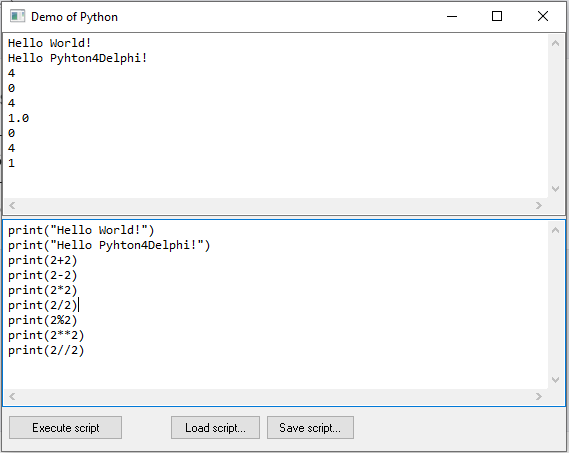 Demo of Python
Hello World!
Hello Pyhton4Delphi!
4
0
4
1.0
0
4
1
print("Hello World!")
print("Hello Pyhton4Delphi!")
print(2+2)
print(2-2)
print(2*2)
print(2/2)
print(2%2)
print(2**2)
print(2//2)
Execute script Load script... Save script...